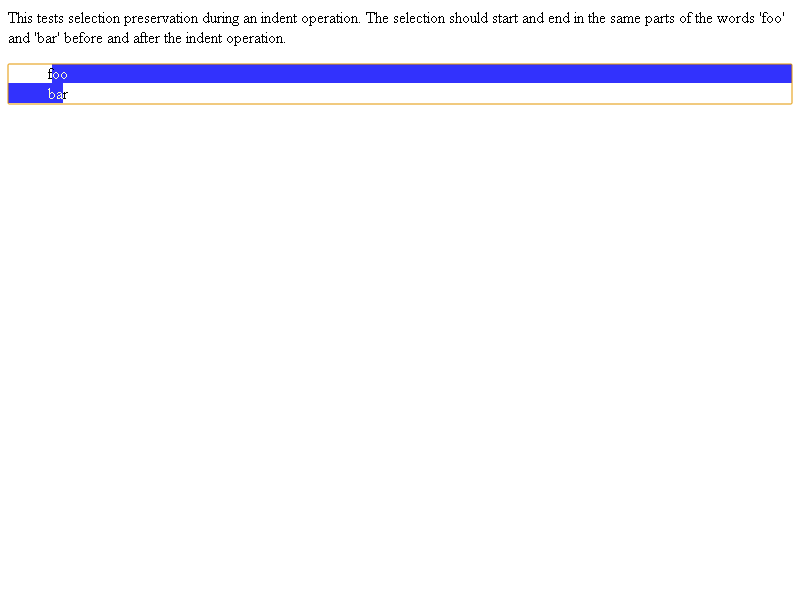 This tests selection preservation during an indent operation. The selection should start and end in the same parts of the words 'foo'
and 'bar' before and after the indent operation.
foo
bar